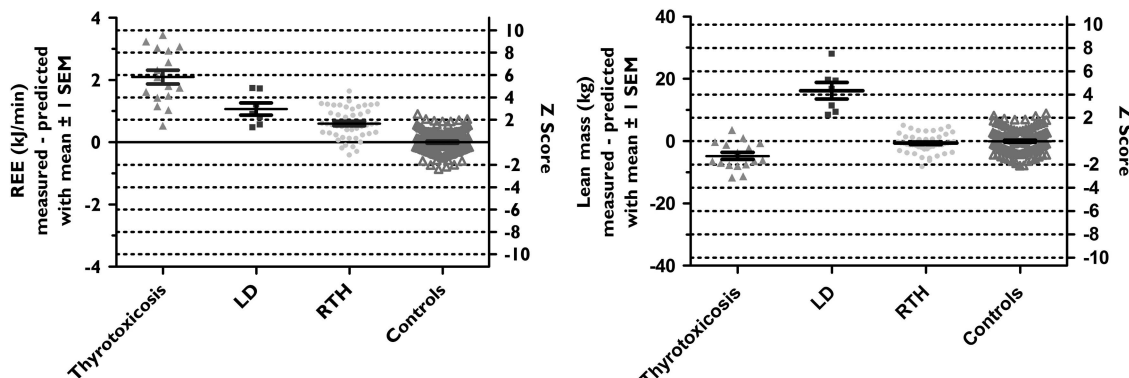 REE (kJ/min)
measured - predicted
with mean ± I SEM
4
2
0
-2
-4
10
8
6
4
2
-2
-4
-6
-8
-10
Z Score
Thyrotoxicosis
LD
RTH
Controls
Lean mass (kg)
measured - predicted
with mean ± I SEM
40
20
0
-20
-40
10
8
6
4
2
-2
-4
-6
-8
-10
Z Score
Thyrotoxicosis
LD
RTH
Controls